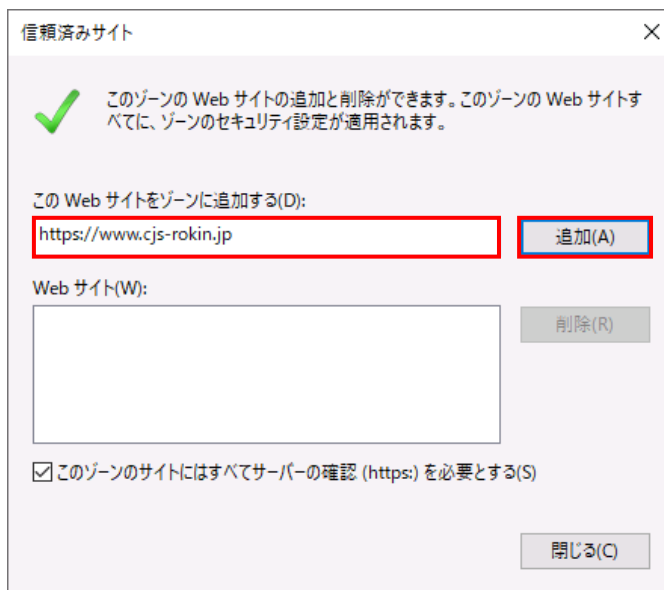 信頼済みサイト
このゾーンの Web サイトの追加と削除ができます。このゾーンの Web サイトす
べてに、ゾーンのセキュリティ設定が適用されます。
この Web サイトをゾーンに追加する(D):
https://www.cjs-rokin.jp
追加(A)
Web サイト(W):
削除(R)
このゾーンのサイトにはすべてサーバーの確認 (https:) を必要とする(S)
閉じる(C)